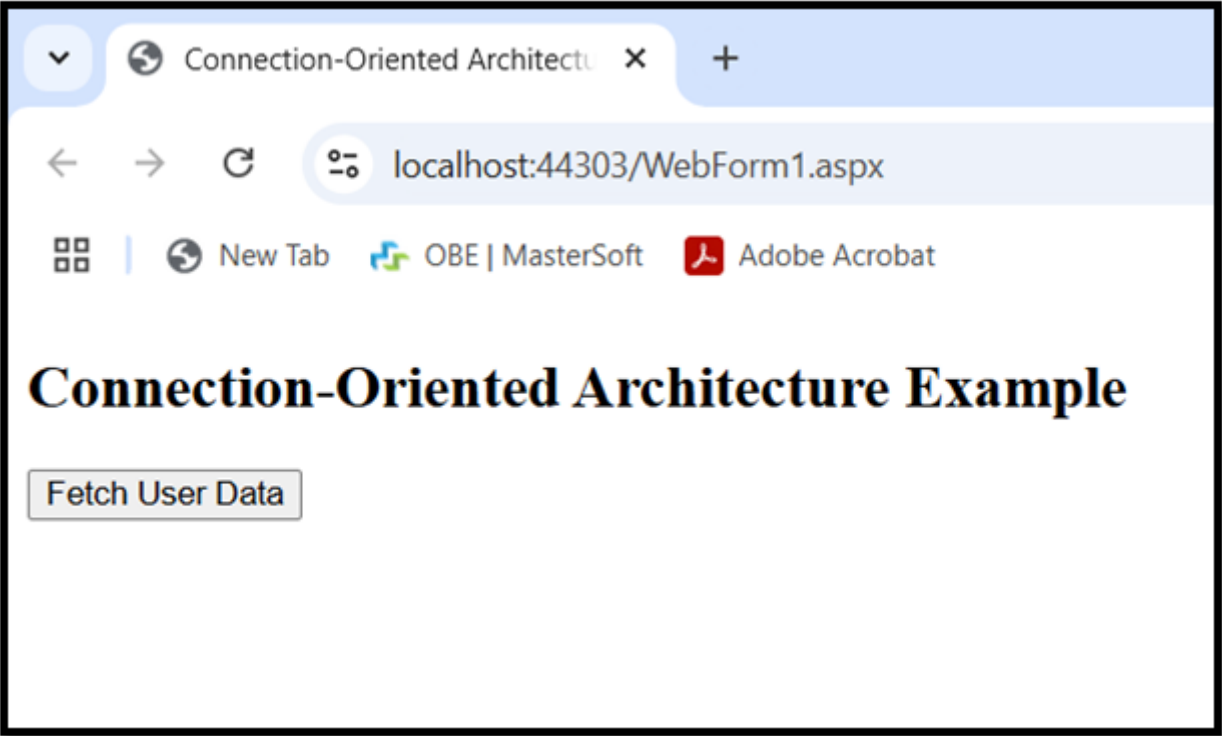 Connection-Oriented Architectu
localhost:44303/WebForm1.aspx
New Tab OBE | MasterSoft Adobe Acrobat
Connection-Oriented Architecture Example
Fetch User Data